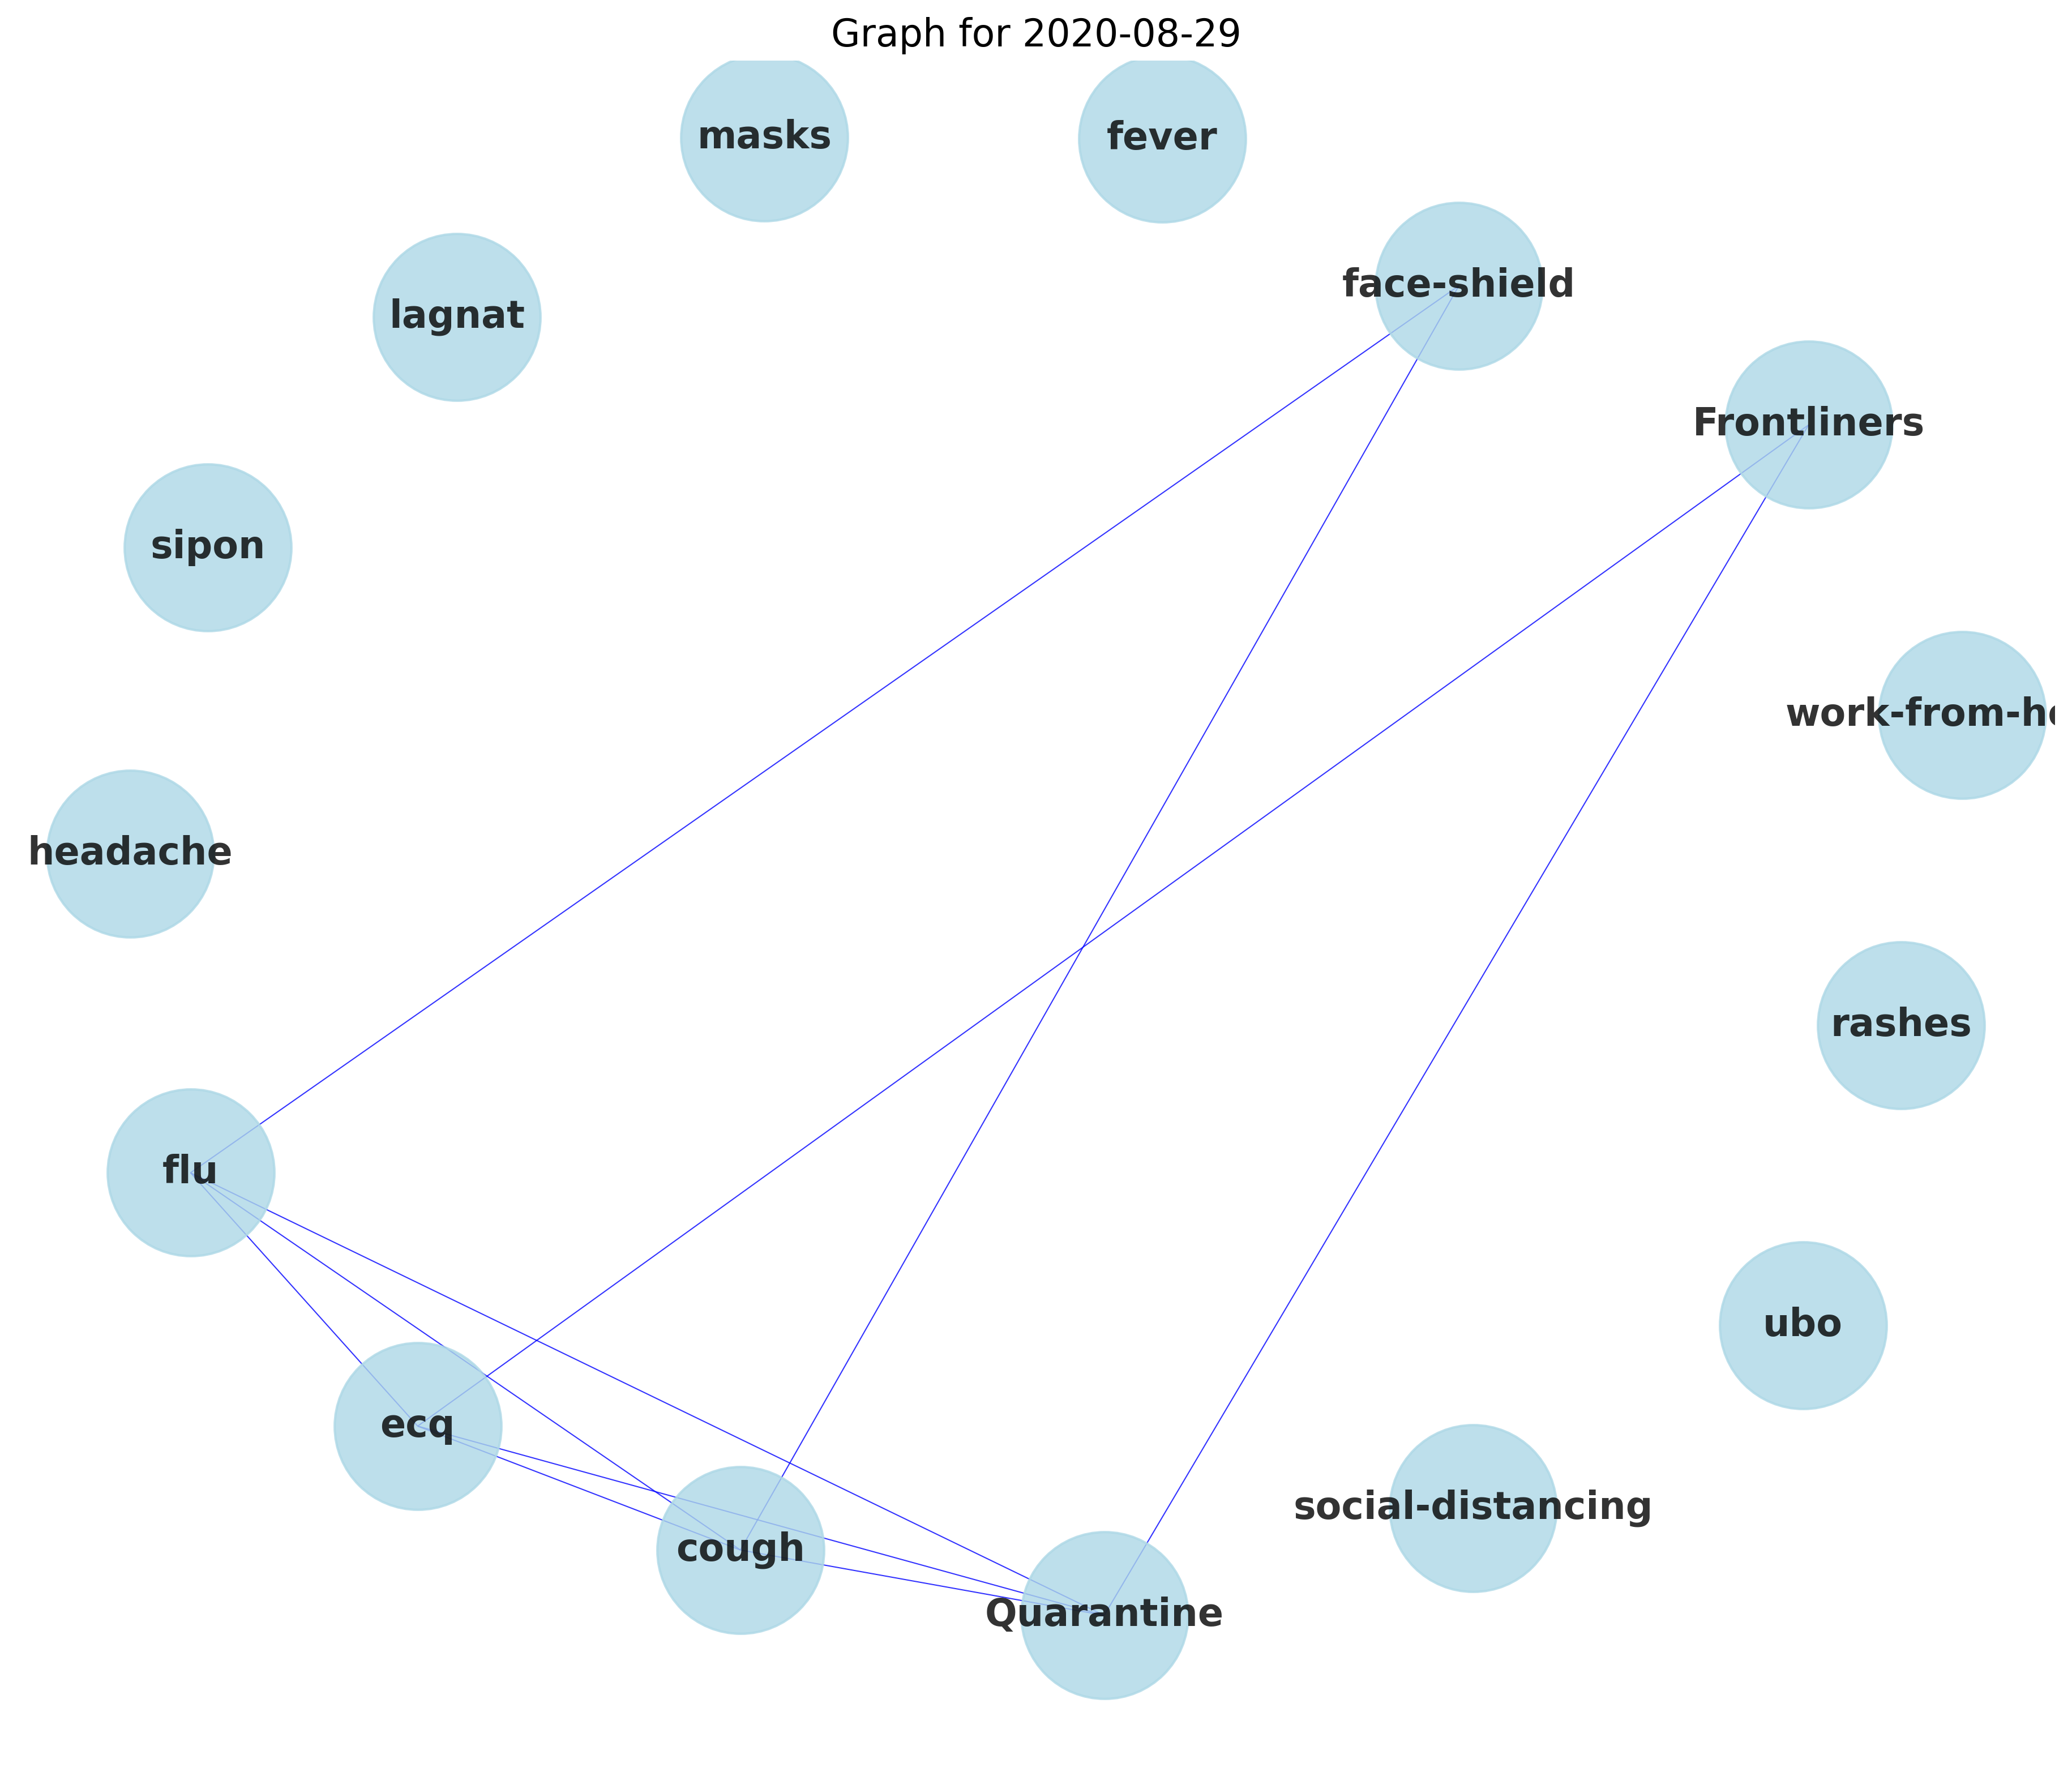 Graph for 2020-08-29
masks
fever
face-shield
lagnat
Frontliners
sipon
work-from-ho
headache
rashes
flu
ubo
ecq
social-distancing
cough
Quarantine